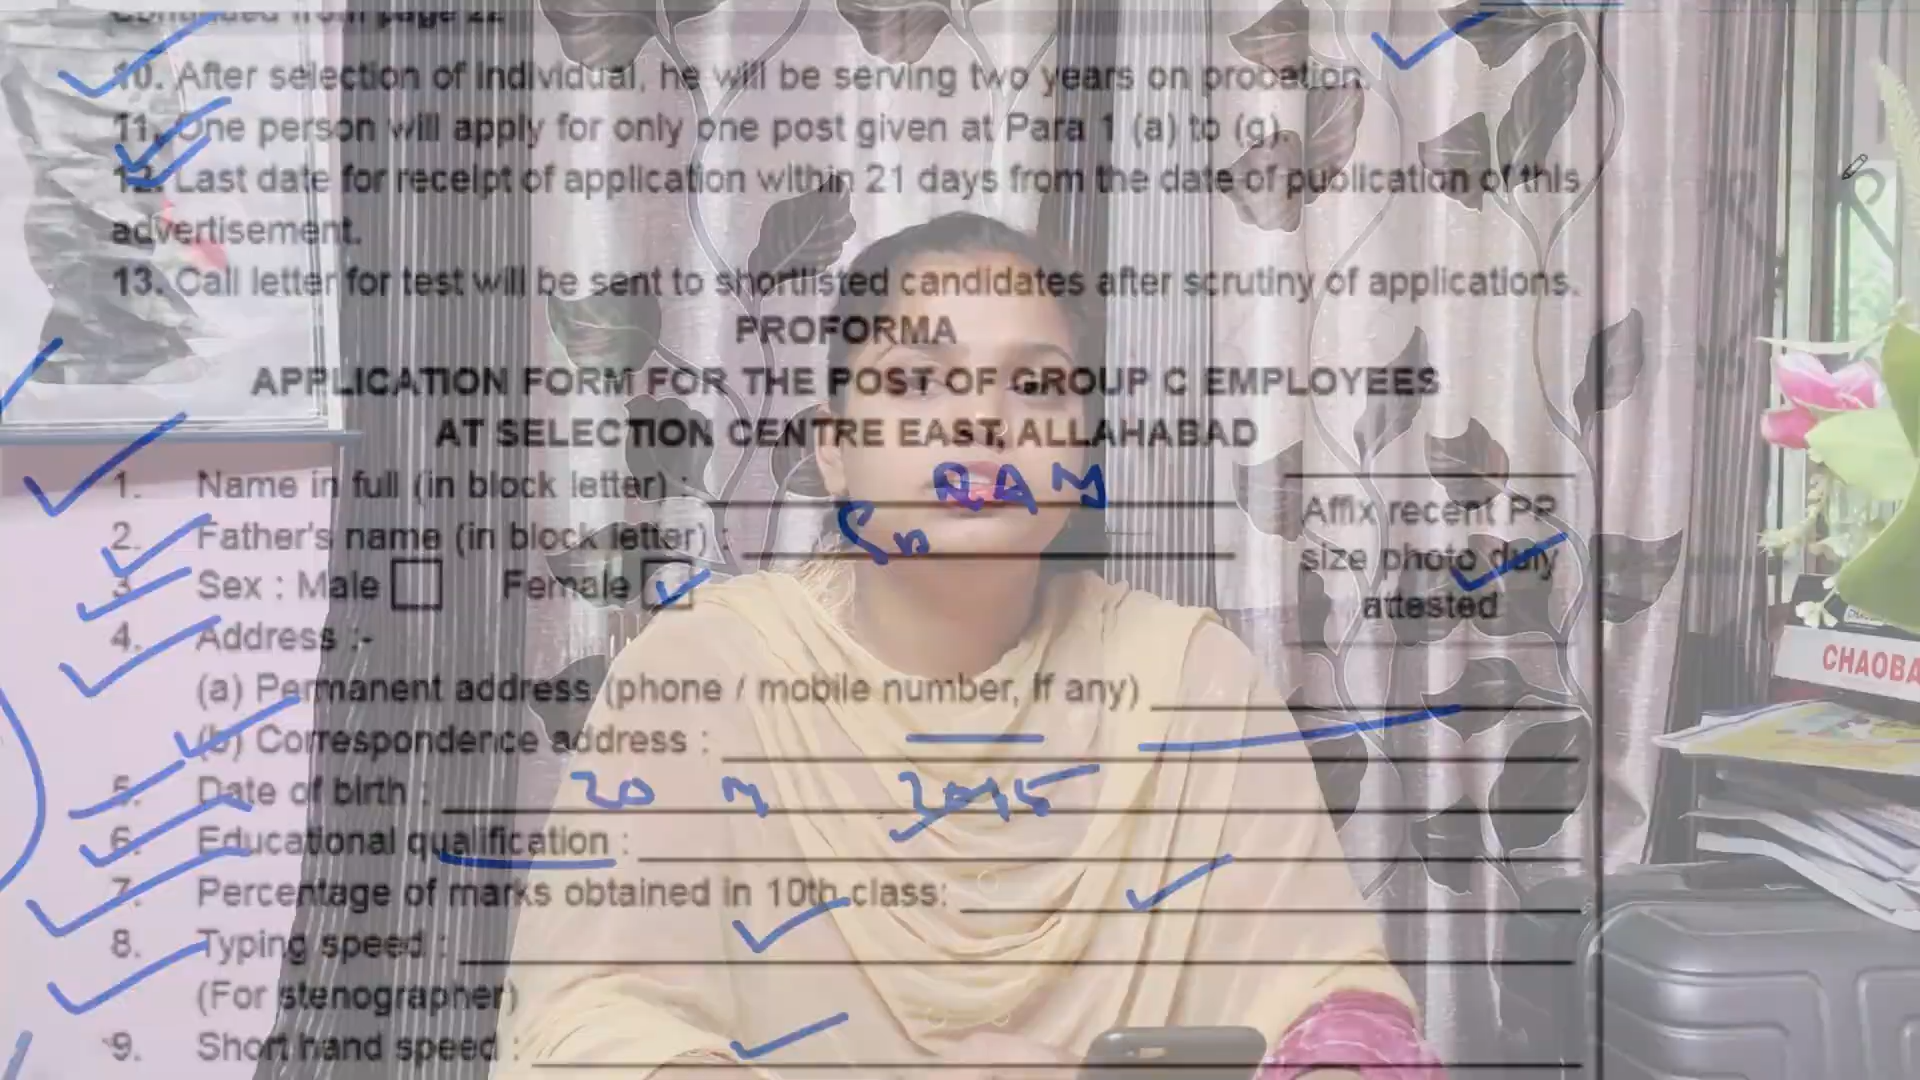 Continued from page 22
10. After selection of individual, he will be serving two years on probation.
11. One person will apply for only one post given at Para 1 (a) to (g).
12. Last date for receipt of application within 21 days from the date of publication of this
advertisement.
13. Call letter for test will be sent to shortlisted candidates after scrutiny of applications.
PROFORMA
APPLICATION FORM FOR THE POST OF GROUP C EMPLOYEES
AT SELECTION CENTRE EAST, ALLAHABAD
1. Name in full (in block letter) : RAM
2. Father's name (in block letter) :
Affix recent PP
size photo duly
attested
3. Sex : Male Female
4. Address :-
(a) Permanent address (phone / mobile number, if any)
(b) Correspondence address :
CHAOBA
5. Date of birth : 20
6. Educational qualification :
7. Percentage of marks obtained in 10th class:
8. Typing speed :
(For stenographer)
9. Short hand speed :